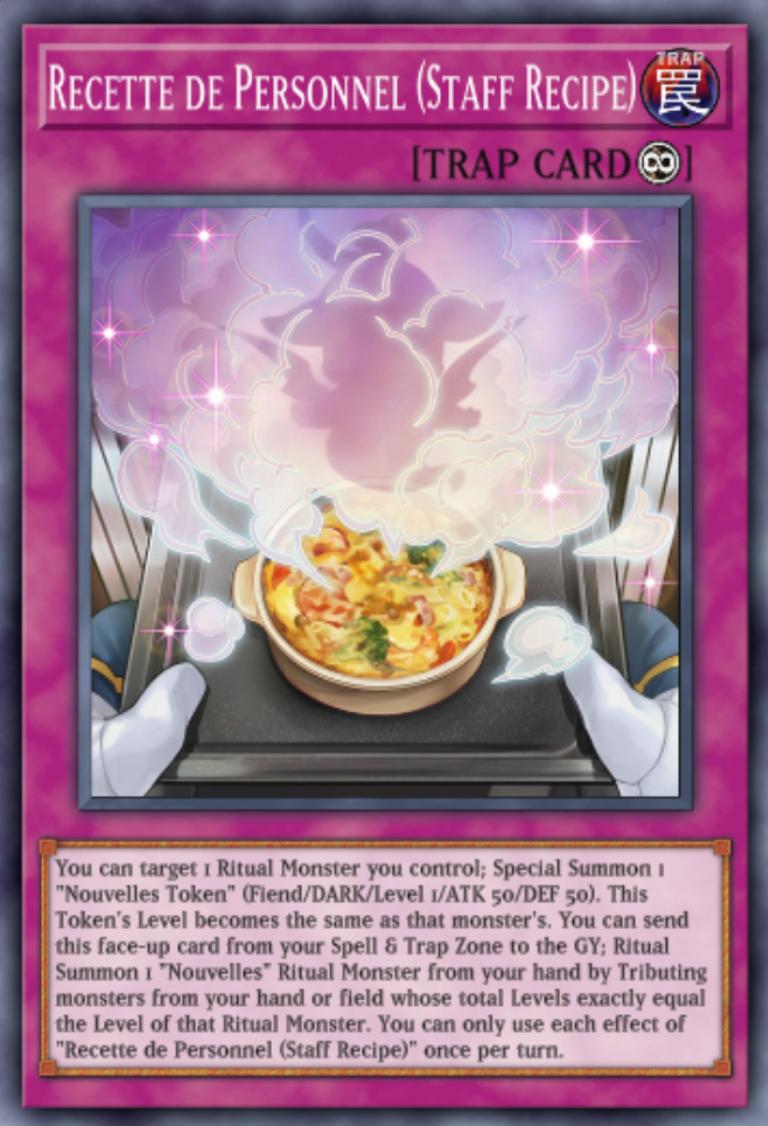 RECETTE DE PERSONNEL (STAFF RECIPE)
TRAP
罠
[TRAP CARD]
You can target 1 Ritual Monster you control; Special Summon 1
"Nouvelles Token" (Fiend/DARK/Level 1/ATK 50/DEF 50). This
Token's Level becomes the same as that monster's. You can send
this face-up card from your Spell & Trap Zone to the GY; Ritual
Summon 1 "Nouvelles" Ritual Monster from your hand by Tributing
monsters from your hand or field whose total Levels exactly equal
the Level of that Ritual Monster. You can only use each effect of
"Recette de Personnel (Staff Recipe)" once per turn.